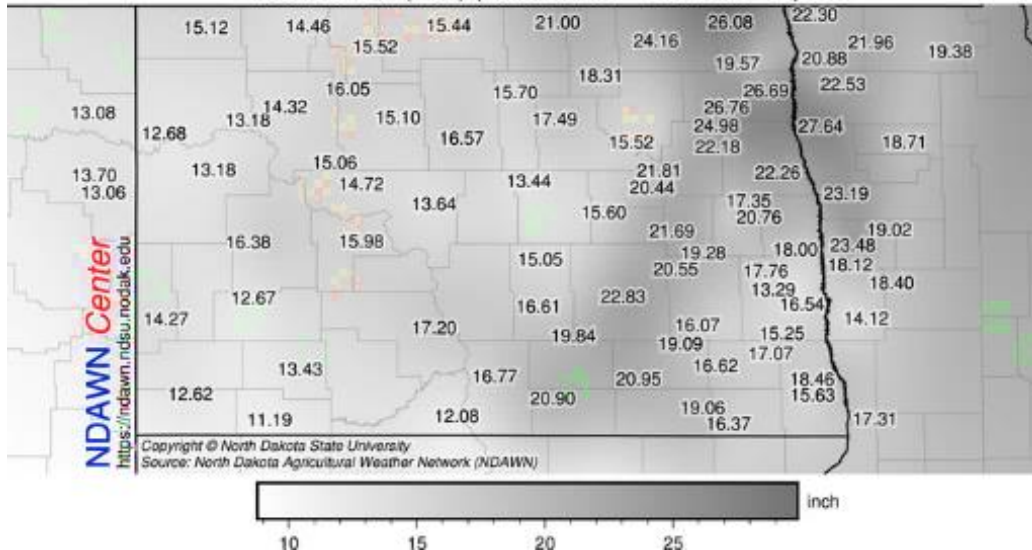 15.12 14.46 15.44 21.00 26.08 22.30
15.52 24.16 21.96
19.57 20.88 19.38
18.31
16.05 15.70 26.69 22.53
13.08 14.32 26.76
13.18 15.10 17.49 24.98 27.64
12.68 16.57 15.52 22.18 18.71
13.18 15.06 21.81 22.26
13.70 14.72 13.44 20.44
13.06 13.64 17.35 23.19
15.60 20.76
16.38 15.98 21.69 19.02
15.05 19.28 18.00 23.48
20.55 17.76 18.12
12.67 22.83 13.29 18.40
16.61 16.54
14.27 17.20 19.84 16.07 15.25 14.12
19.09 17.07
13.43 16.77 20.95 16.62 18.46
12.62 20.90 15.63
11.19 12.08 19.06 16.37 17.31
NDAWN Center
https://ndawn.ndsu.nodak.edu
Copyright © North Dakota State University
Source: North Dakota Agricultural Weather Network (NDAWN)
inch
10 15 20 25